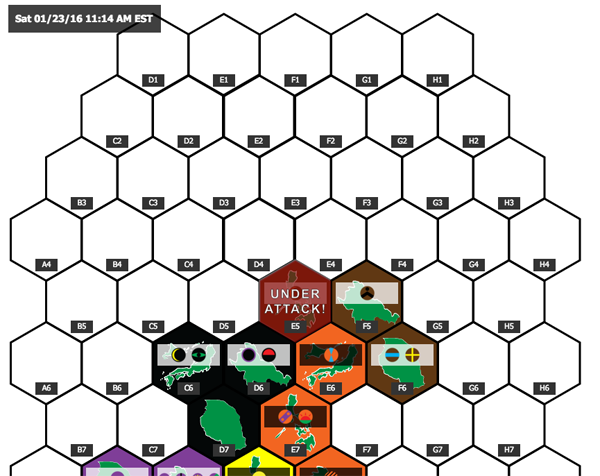 Sat 01/23/16 11:14 AM EST
D1 E1 F1 G1 H1
C2 D2 E2 F2 G2 H2
B3 C3 D3 E3 F3 G3 H3
A4 B4 C4 D4 E4 F4 G4 H4
UNDER
ATTACK!
B5 C5 D5 E5 F5 G5 H5
A6 B6 C6 D6 E6 F6 G6 H6
B7 C7 D7 E7 F7 G7 H7